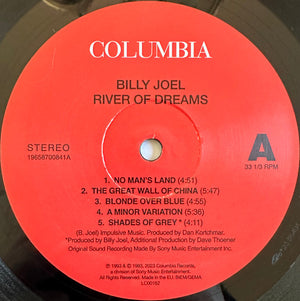 COLUMBIA
BILLY JOEL
RIVER OF DREAMS
STEREO
19658700841A
A
33 1/3 RPM
1. NO MAN'S LAND (4:51)
2. THE GREAT WALL OF CHINA (5:47)
3. BLONDE OVER BLUE (4:55)
4. A MINOR VARIATION (5:36)
5. SHADES OF GREY * (4:11)
(B. Joel) Impulsive Music. Produced by Dan Kortchmar.
*Produced by Billy Joel, Additional Production by Dave Thoener
Original Sound Recording Made By Sony Music Entertainment Inc.
℗ 1993 & © 1993, 2023 Columbia Records,
a division of Sony Music Entertainment.
All Rights Reserved. Made in the EU. BIEM/GEMA
LC00162